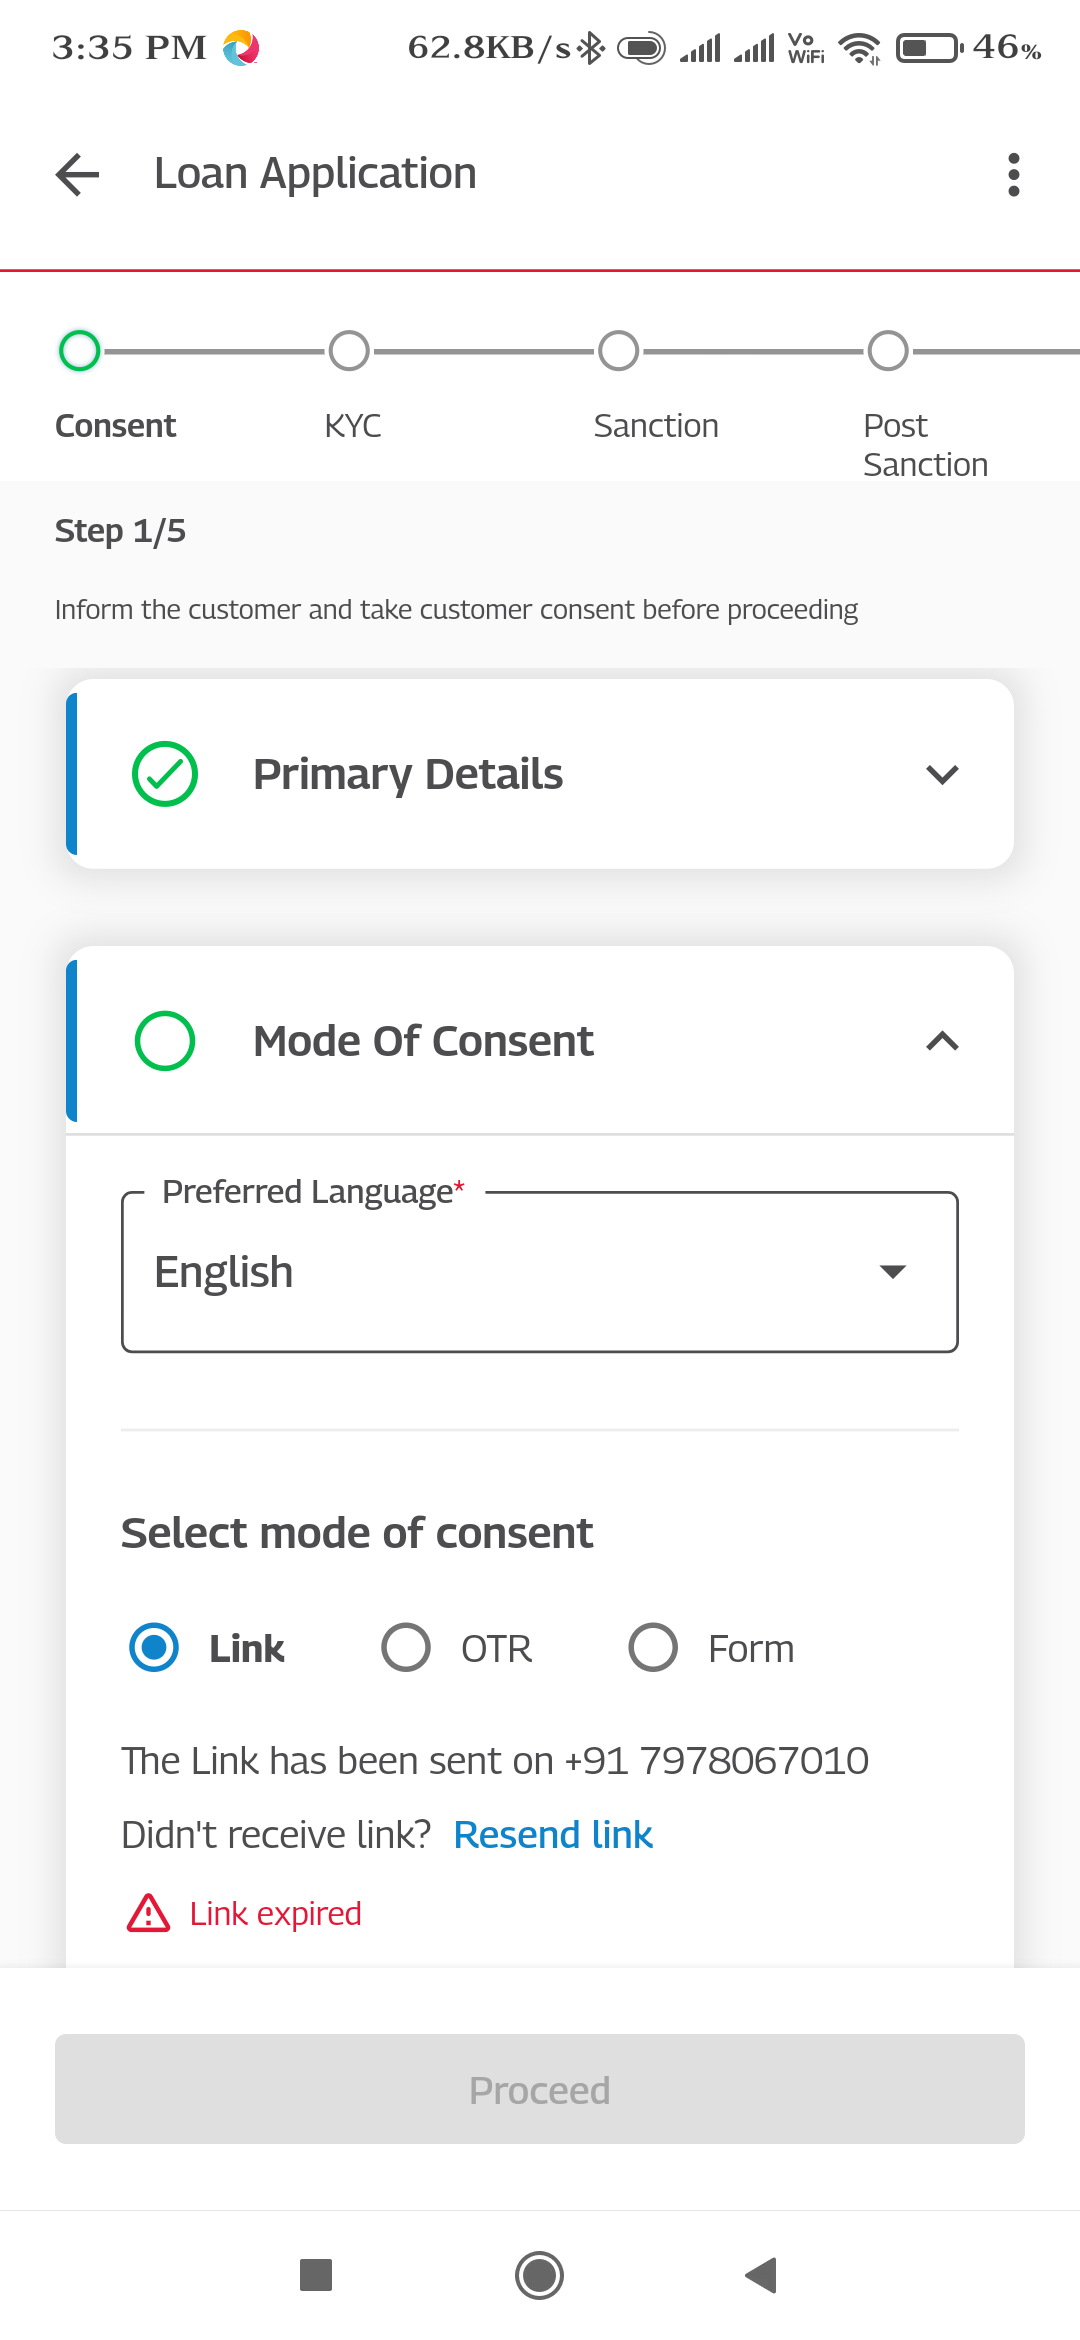 3:35 PM 62.8KB/s Vo WiFi 46%
Loan Application
Consent KYC Sanction Post Sanction
Step 1/5
Inform the customer and take customer consent before proceeding
Primary Details
Mode Of Consent
Preferred Language*
English
Select mode of consent
Link OTR Form
The Link has been sent on +91 7978067010
Didn't receive link? Resend link
Link expired
Proceed